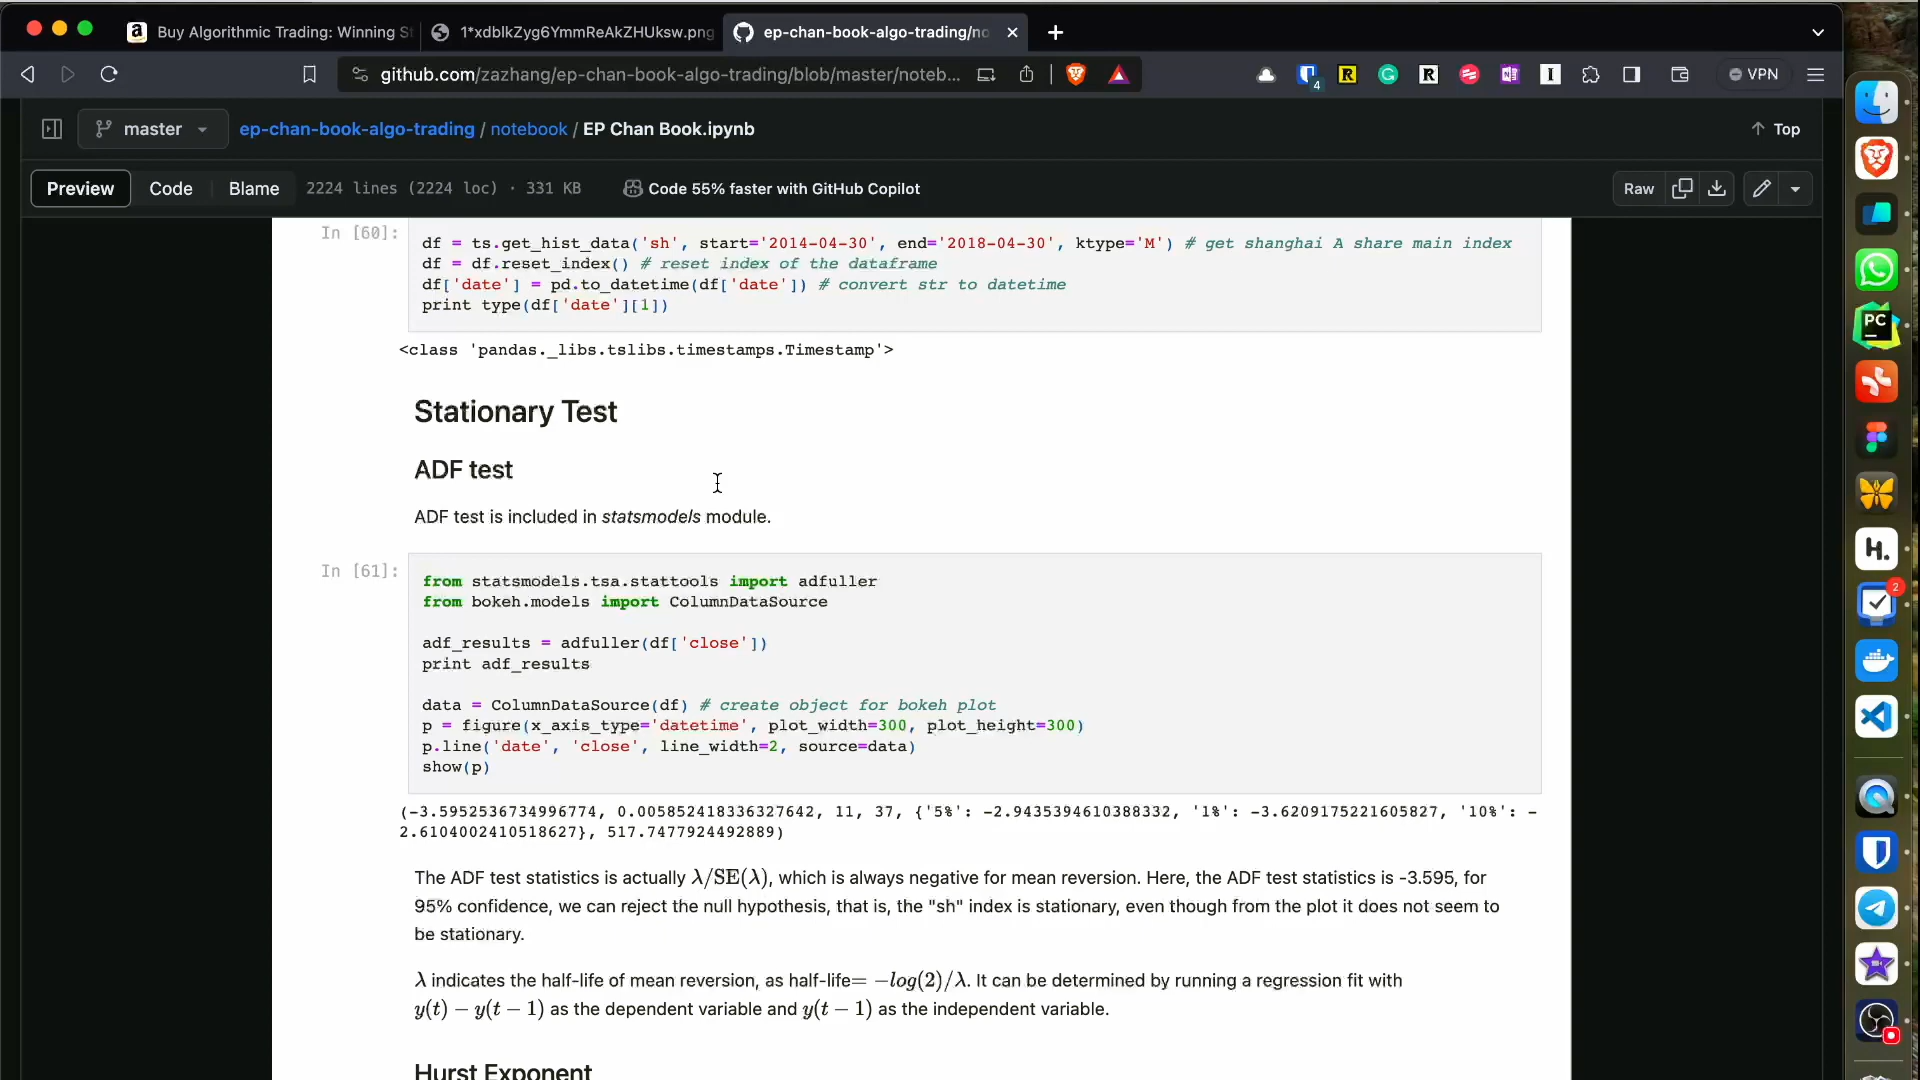 Buy Algorithmic Trading: Winning St
1*xdblkZyg6YmmReAkZHUksw.png
ep-chan-book-algo-trading/no
github.com/zazhang/ep-chan-book-algo-trading/blob/master/noteb...
4
VPN
master
ep-chan-book-algo-trading / notebook / EP Chan Book.ipynb
Top
Preview
Code
Blame
2224 lines (2224 loc) · 331 KB
Code 55% faster with GitHub Copilot
Raw
In [60]:
df = ts.get_hist_data('sh', start='2014-04-30', end='2018-04-30', ktype='M') # get shanghai A share main index
df = df.reset_index() # reset index of the dataframe
df['date'] = pd.to_datetime(df['date']) # convert str to datetime
print type(df['date'][1])
<class 'pandas._libs.tslibs.timestamps.Timestamp'>
Stationary Test
ADF test
ADF test is included in statsmodels module.
In [61]:
from statsmodels.tsa.stattools import adfuller
from bokeh.models import ColumnDataSource
adf_results = adfuller(df['close'])
print adf_results
data = ColumnDataSource(df) # create object for bokeh plot
p = figure(x_axis_type='datetime', plot_width=300, plot_height=300)
p.line('date', 'close', line_width=2, source=data)
show(p)
(-3.5952536734996774, 0.005852418336327642, 11, 37, {'5%': -2.9435394610388332, '1%': -3.6209175221605827, '10%': -
2.6104002410518627}, 517.7477924492889)
The ADF test statistics is actually λ/SE(λ), which is always negative for mean reversion. Here, the ADF test statistics is -3.595, for
95% confidence, we can reject the null hypothesis, that is, the "sh" index is stationary, even though from the plot it does not seem to
be stationary.
λ indicates the half-life of mean reversion, as half-life= −log(2)/λ. It can be determined by running a regression fit with
y(t) − y(t − 1) as the dependent variable and y(t − 1) as the independent variable.
Hurst Exponent
PC
h.
2